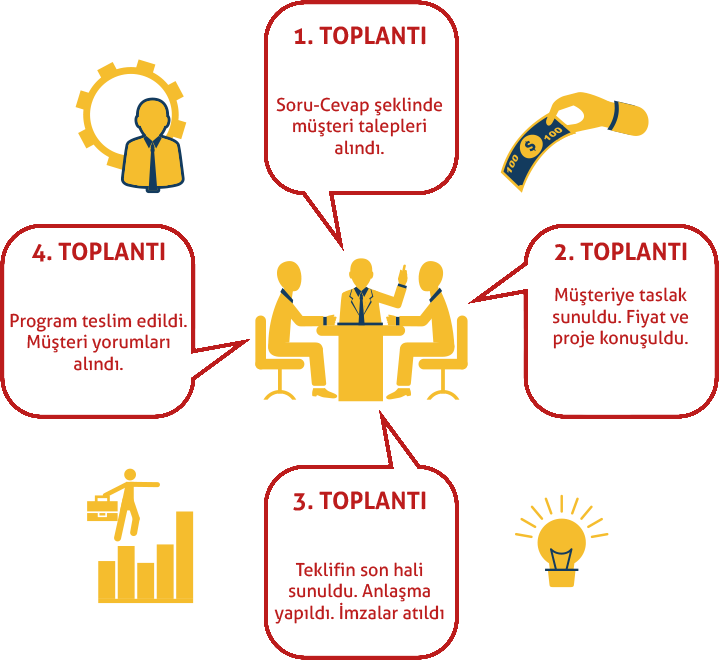 1. TOPLANTI
Soru-Cevap şeklinde
müşteri talepleri
alındı.
100 $ 100
2. TOPLANTI
Müşteriye taslak
sunuldu. Fiyat ve
proje konuşuldu.
3. TOPLANTI
Teklifin son hali
sunuldu. Anlaşma
yapıldı. İmzalar atıldı
4. TOPLANTI
Program teslim edildi.
Müşteri yorumları
alındı.